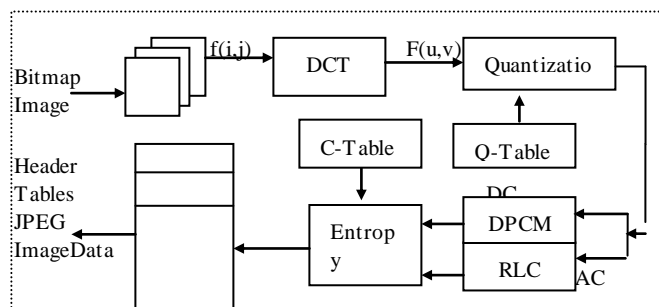 Bitmap
Image
f(i,j)
DCT
F(u,v)
Quantizatio
C-Table
Q-Table
Header
Tables
JPEG
ImageData
Entrop
y
DC
DPCM
RLC
AC